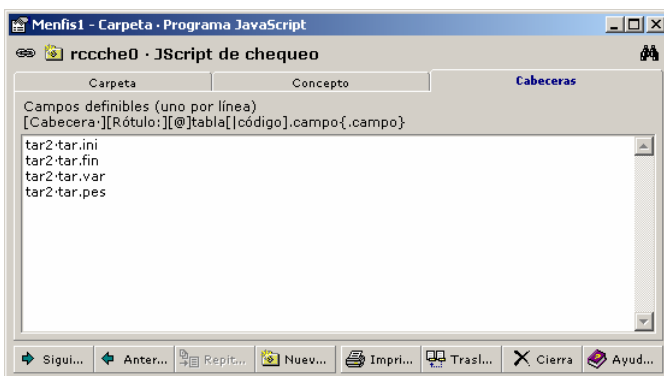 Menfis1 - Carpeta · Programa JavaScript
rccche0 · JScript de chequeo
Carpeta Concepto Cabeceras
Campos definibles (uno por línea)
[Cabecera·][Rótulo:][@]tabla[|código].campo{.campo}
tar2·tar.ini
tar2·tar.fin
tar2·tar.var
tar2·tar.pes
Sigui... Anter... Repit... Nuev... Impri... Trasl... Cierra Ayud...